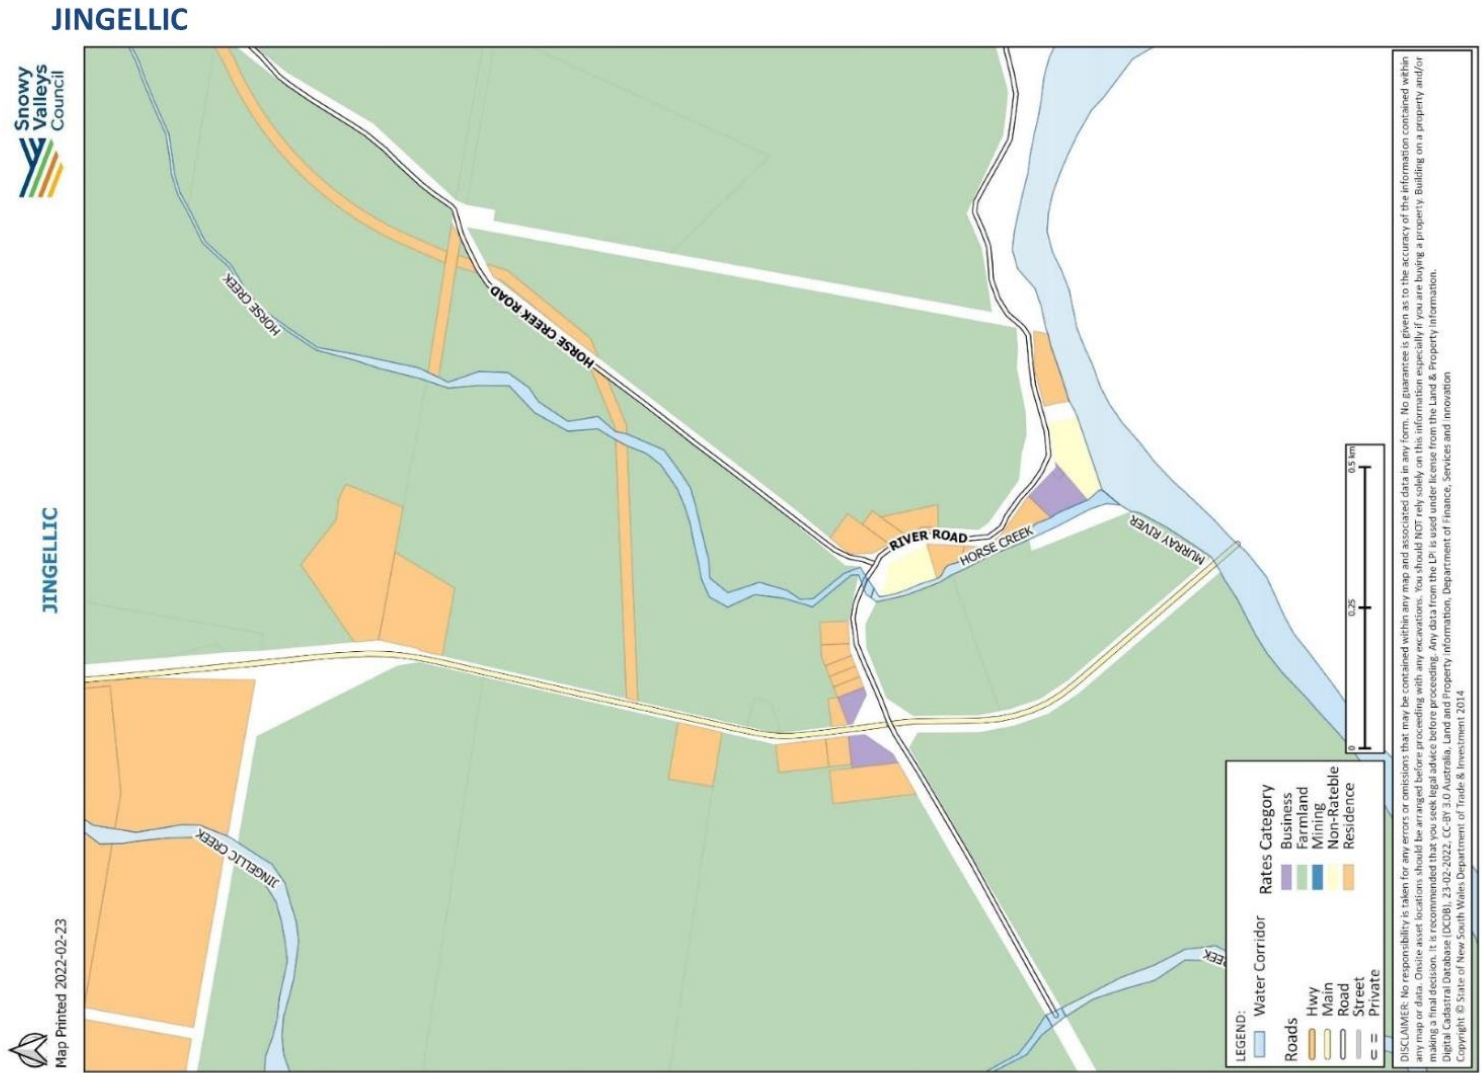 JINGELLIC
Snowy
Valleys
Council
JINGELLIC
Map Printed 2022-02-23
HORSE CREEK
HORSE CREEK ROAD
RIVER ROAD
HORSE CREEK
MURRAY RIVER
JINGELLIC CREEK
LEGEND:
Water Corridor
Roads
Hwy
Main
Road
Street
Private
Rates Category
Business
Farmland
Mining
Non-Rateble
Residence
0
0.25
0.5 km
DISCLAIMER: No responsibility is taken for any errors or omissions that may be contained within any map and associated data in any form. No guarantee is given as to the accuracy of the information contained within
any map or data. Onsite asset locations should be arranged before proceeding with any excavations. You should NOT rely solely on this information especially if you are buying a property. Building on a property and/or
making a final decision. It is recommended that you seek legal advice before proceeding. Any data from the LPI is used under license from the Land & Property Information.
Digital Cadastral Database (DCDB), 23-02-2022, CC-BY 3.0 Australia, Land and Property Information, Department of Finance, Services and Innovation
Copyright © State of New South Wales Department of Trade & Investment 2014